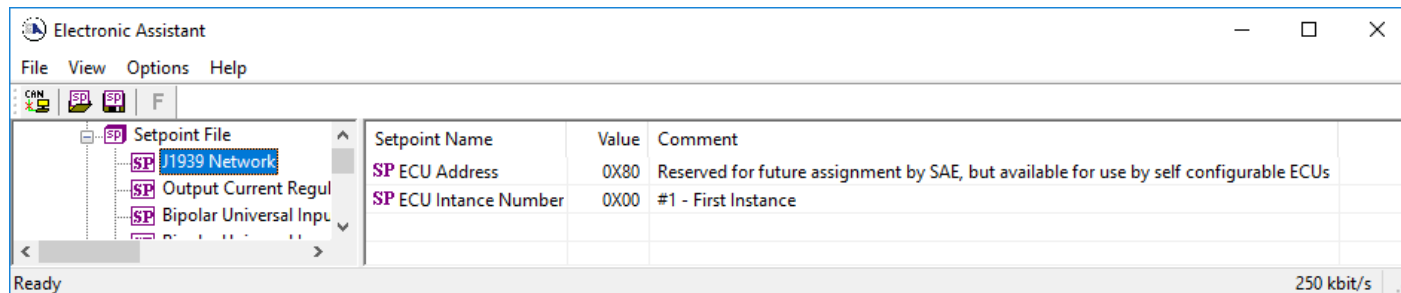 Electronic Assistant
File View Options Help
CAN SP SP F
SP Setpoint File
SP J1939 Network
SP Output Current Regul
SP Bipolar Universal Inpu
Setpoint Name Value Comment
SP ECU Address 0X80 Reserved for future assignment by SAE, but available for use by self configurable ECUs
SP ECU Intance Number 0X00 #1 - First Instance
Ready 250 kbit/s